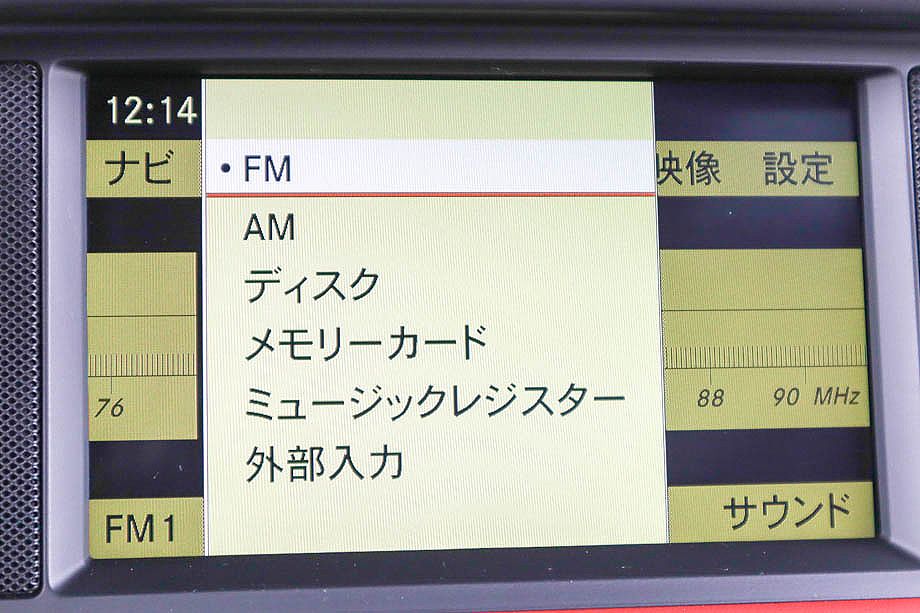 12:14
ナビ
• FM
映像 設定
AM
ディスク
メモリーカード
ミュージックレジスター
外部入力
76
88 90 MHz
FM1
サウンド